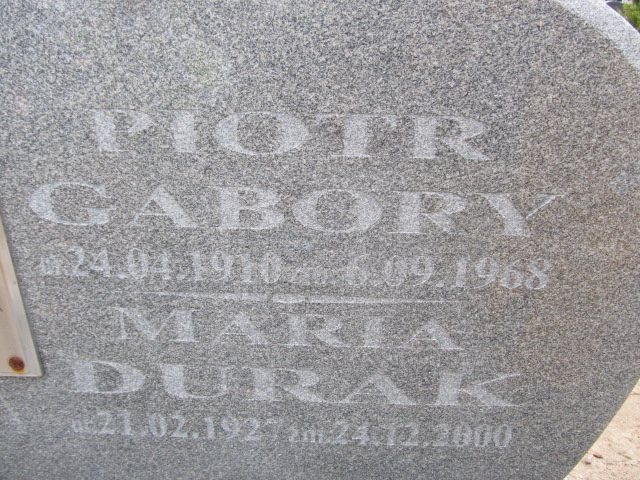 PIOTR
GABORY
ur.24.04.1910 zm. 6.09.1968
MARIA
DURAK
ur.21.02.1927 zm.24.12.2000